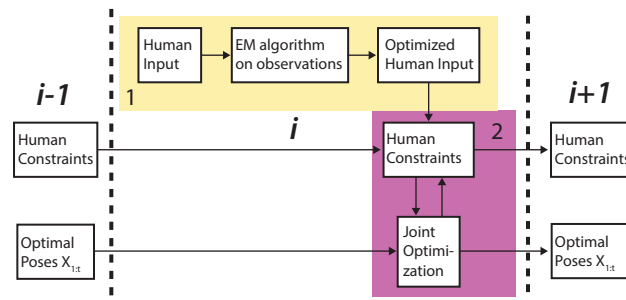 Human
Input
EM algorithm
on observations
Optimized
Human Input
1
i-1
i
i+1
2
Human
Constraints
Human
Constraints
Human
Constraints
Optimal
Poses X1:t
Joint
Optimi-
zation
Optimal
Poses X1:t